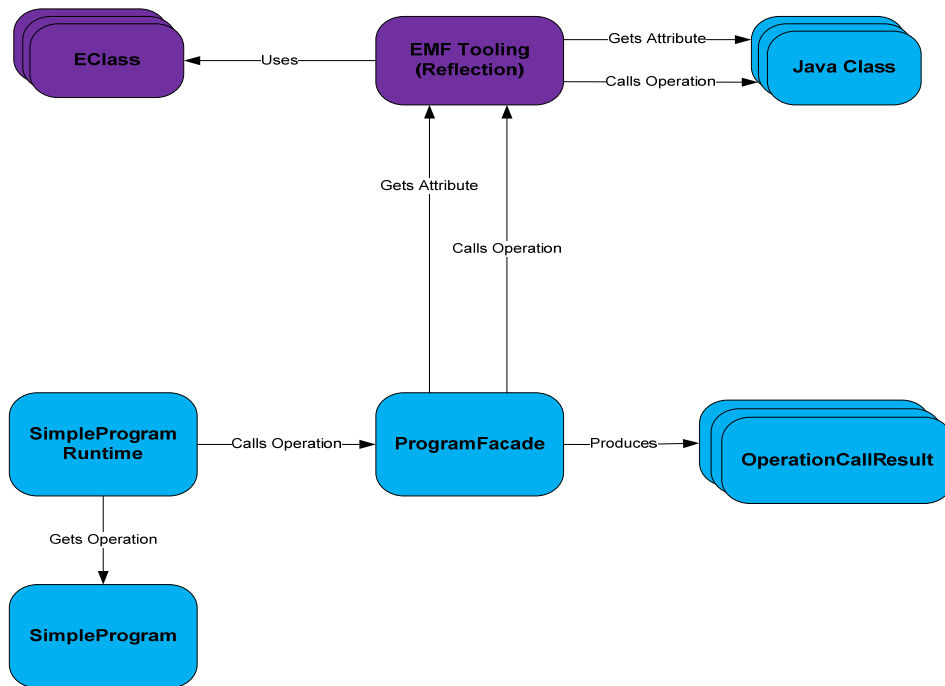 EClass
Uses
EMF Tooling
(Reflection)
Gets Attribute
Calls Operation
Java Class
Gets Attribute
Calls Operation
SimpleProgram
Runtime
Calls Operation
ProgramFacade
Produces
OperationCallResult
Gets Operation
SimpleProgram